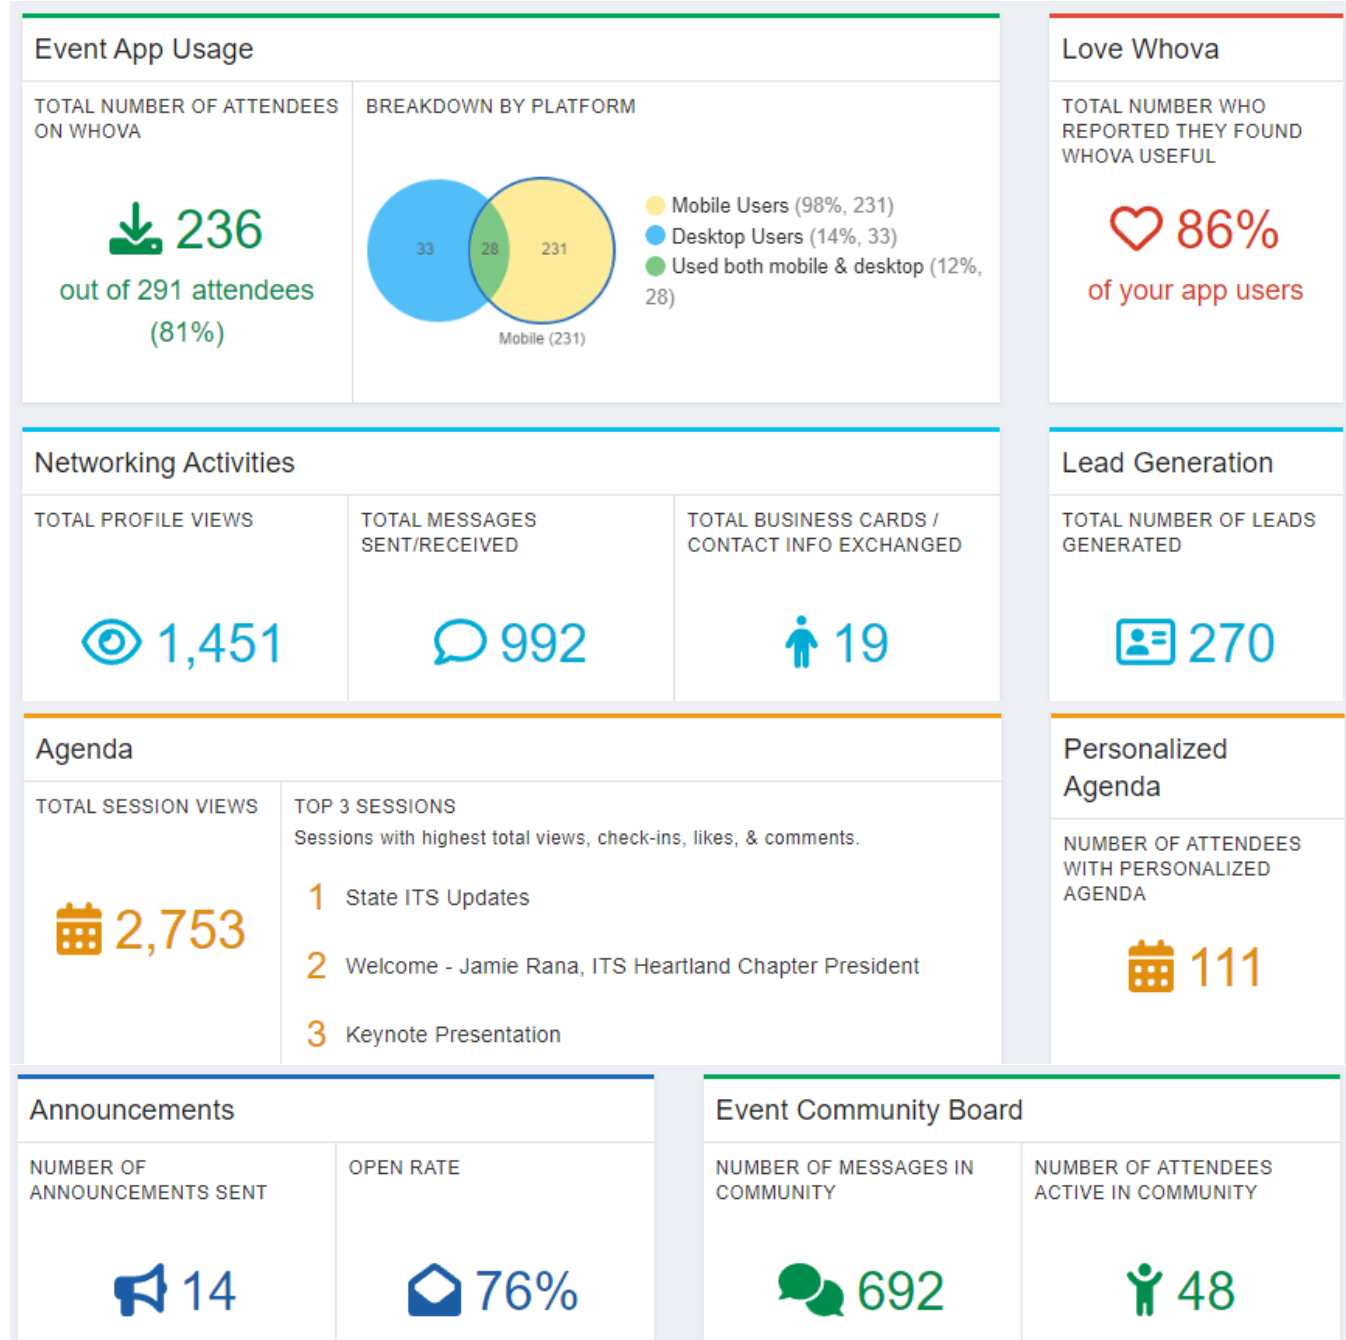 Event App Usage
TOTAL NUMBER OF ATTENDEES
ON WHOVA
236
out of 291 attendees
(81%)
BREAKDOWN BY PLATFORM
33
28
231
Mobile (231)
Mobile Users (98%, 231)
Desktop Users (14%, 33)
Used both mobile & desktop (12%,
28)
Love Whova
TOTAL NUMBER WHO
REPORTED THEY FOUND
WHOVA USEFUL
86%
of your app users
Networking Activities
TOTAL PROFILE VIEWS
1,451
TOTAL MESSAGES
SENT/RECEIVED
992
TOTAL BUSINESS CARDS /
CONTACT INFO EXCHANGED
19
Lead Generation
TOTAL NUMBER OF LEADS
GENERATED
270
Agenda
TOTAL SESSION VIEWS
2,753
TOP 3 SESSIONS
Sessions with highest total views, check-ins, likes, & comments.
1 State ITS Updates
2 Welcome - Jamie Rana, ITS Heartland Chapter President
3 Keynote Presentation
Personalized
Agenda
NUMBER OF ATTENDEES
WITH PERSONALIZED
AGENDA
111
Announcements
NUMBER OF
ANNOUNCEMENTS SENT
14
OPEN RATE
76%
Event Community Board
NUMBER OF MESSAGES IN
COMMUNITY
692
NUMBER OF ATTENDEES
ACTIVE IN COMMUNITY
48